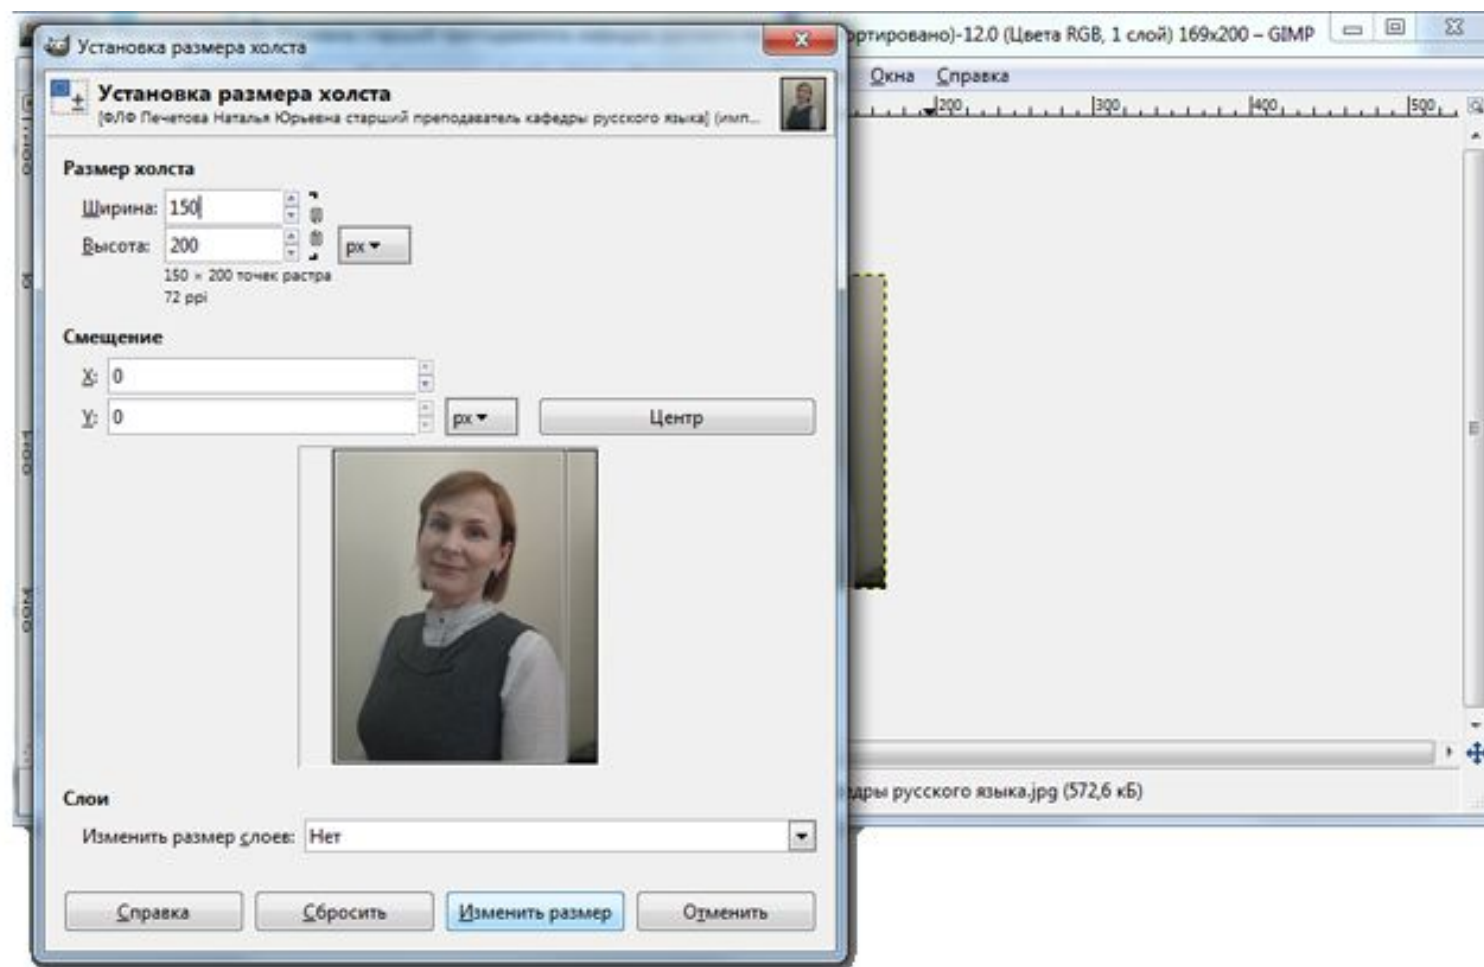 Установка размера холста
ортировано)-12.0 (Цвета RGB, 1 слой) 169x200 – GIMP
Окна Справка
Установка размера холста
[ФЛФ Печетова Наталья Юрьевна старший преподаватель кафедры русского языка] (имп...
200 300 400 500
Размер холста
Ширина: 150
Высота: 200 px
150 × 200 точек растра
72 ppi
Смещение
X: 0
Y: 0 px Центр
Слои
дры русского языка.jpg (572,6 кБ)
Изменить размер слоев: Нет
Справка Сбросить Изменить размер Отменить